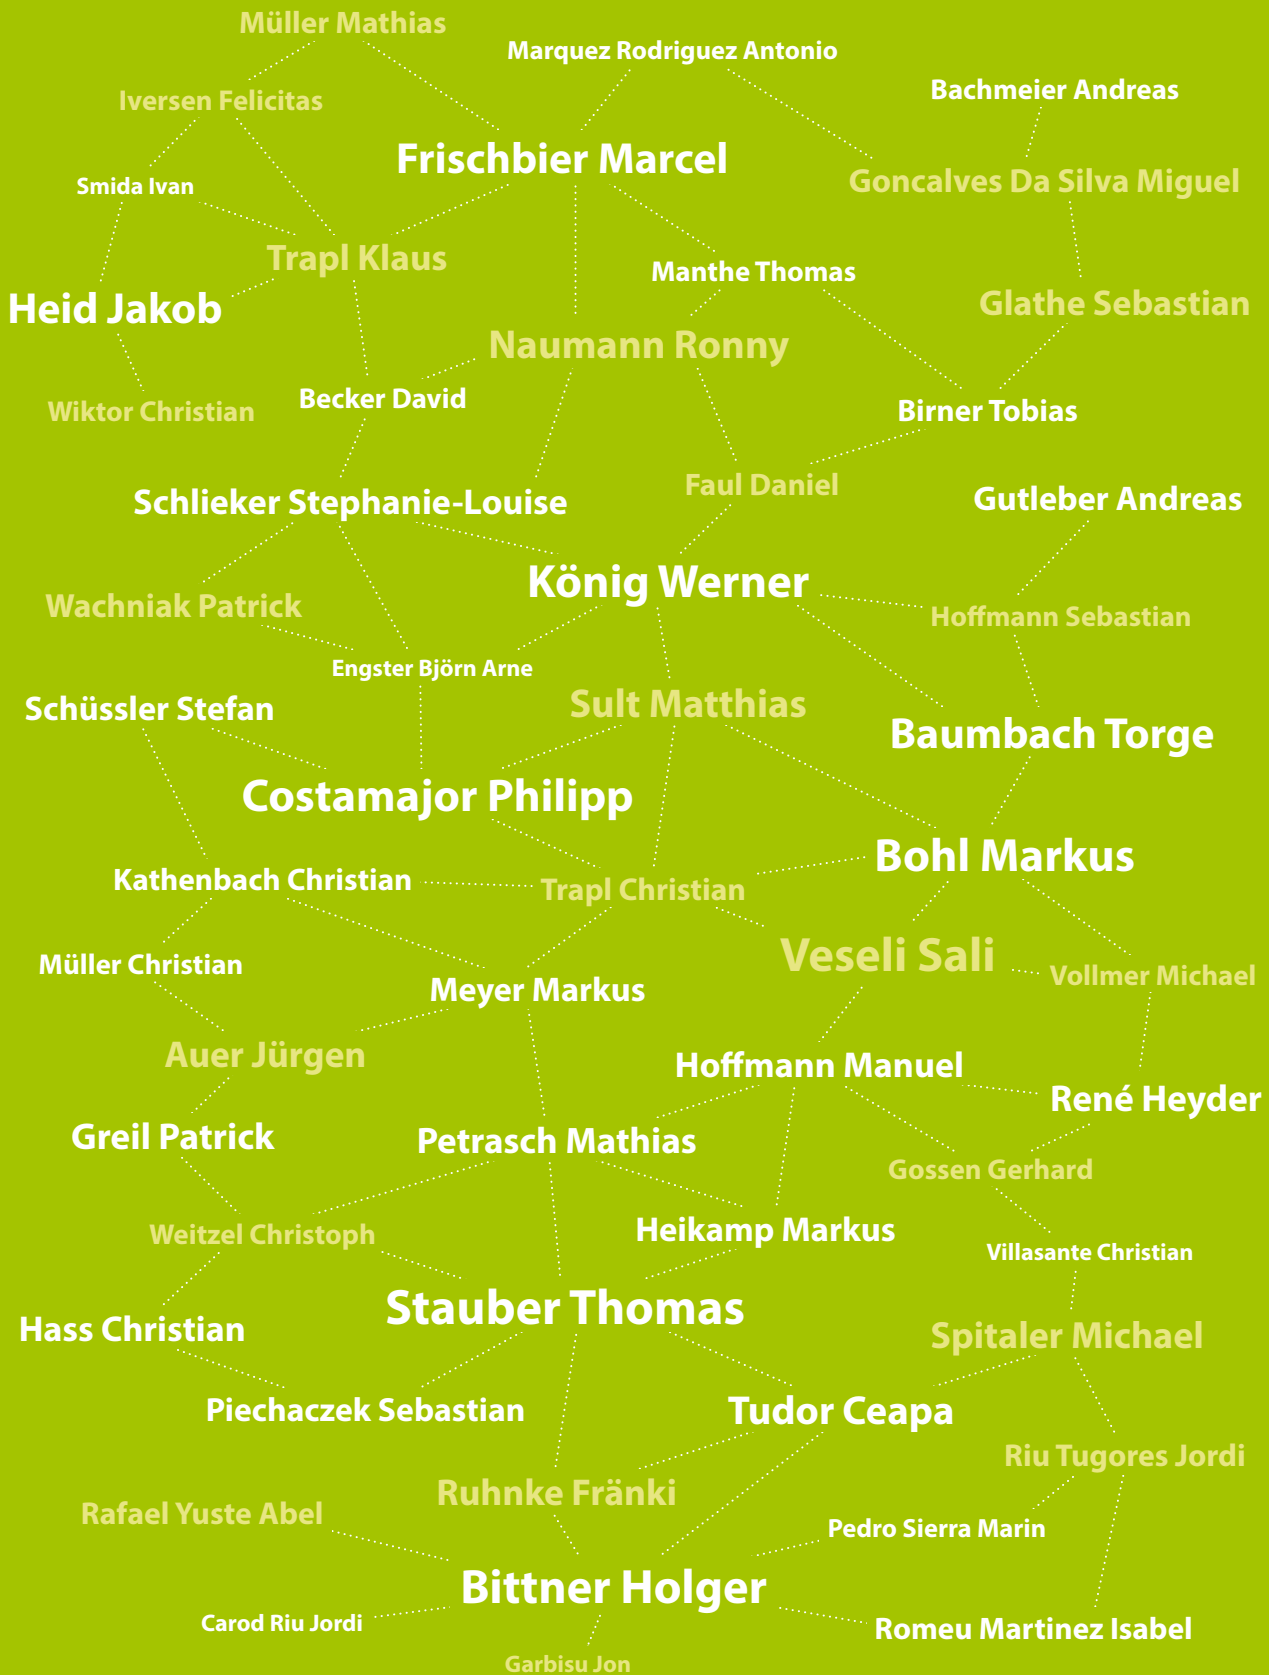 Müller Mathias
Marquez Rodriguez Antonio
Bachmeier Andreas
Iversen Felicitas
Frischbier Marcel
Goncalves Da Silva Miguel
Smida Ivan
Trapl Klaus
Manthe Thomas
Heid Jakob
Glathe Sebastian
Naumann Ronny
Becker David
Wiktor Christian
Birner Tobias
Faul Daniel
Schlieker Stephanie-Louise
Gutleber Andreas
König Werner
Wachniak Patrick
Hoffmann Sebastian
Engster Björn Arne
Schüssler Stefan
Sult Matthias
Baumbach Torge
Costamajor Philipp
Bohl Markus
Kathenbach Christian
Trapl Christian
Veseli Sali
Müller Christian
Vollmer Michael
Meyer Markus
Auer Jürgen
Hoffmann Manuel
René Heyder
Greil Patrick
Petrasch Mathias
Gossen Gerhard
Weitzel Christoph
Heikamp Markus
Villasante Christian
Stauber Thomas
Hass Christian
Spitaler Michael
Piechaczek Sebastian
Tudor Ceapa
Riu Tugores Jordi
Ruhnke Fränki
Rafael Yuste Abel
Pedro Sierra Marin
Bittner Holger
Carod Riu Jordi
Romeu Martinez Isabel
Garbisu Jon